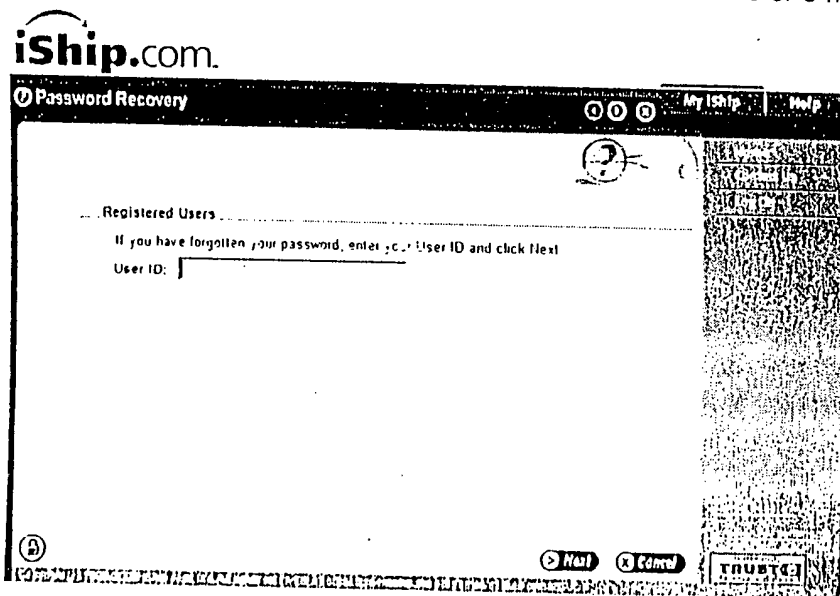 iShip.com.
Password Recovery
My iShip
Help
Registered Users
If you have forgotten your password, enter your User ID and click Next
User ID:
Next
Cancel
TRUSTe